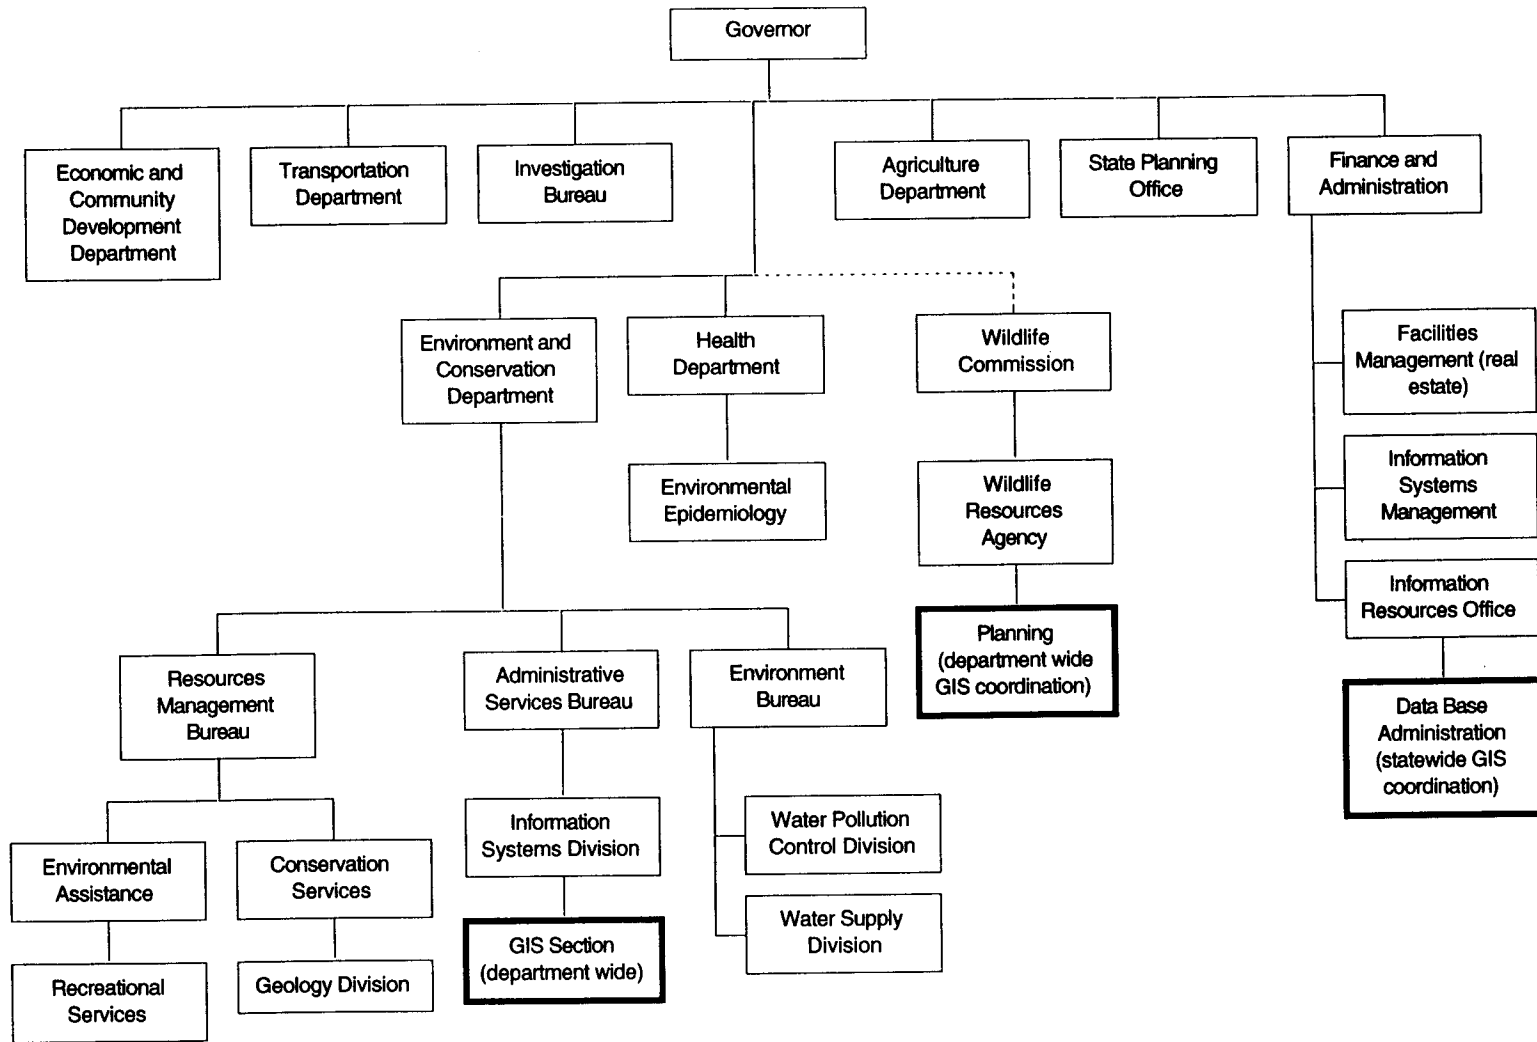 Governor
Economic and
Community
Development
Department
Transportation
Department
Investigation
Bureau
Agriculture
Department
State Planning
Office
Finance and
Administration
Environment and
Conservation
Department
Health
Department
Wildlife
Commission
Facilities
Management (real
estate)
Environmental
Epidemiology
Wildlife
Resources
Agency
Information
Systems
Management
Information
Resources Office
Planning
(department wide
GIS coordination)
Data Base
Administration
(statewide GIS
coordination)
Resources
Management
Bureau
Administrative
Services Bureau
Environment
Bureau
Environmental
Assistance
Conservation
Services
Information
Systems Division
Water Pollution
Control Division
Water Supply
Division
Recreational
Services
Geology Division
GIS Section
(department wide)